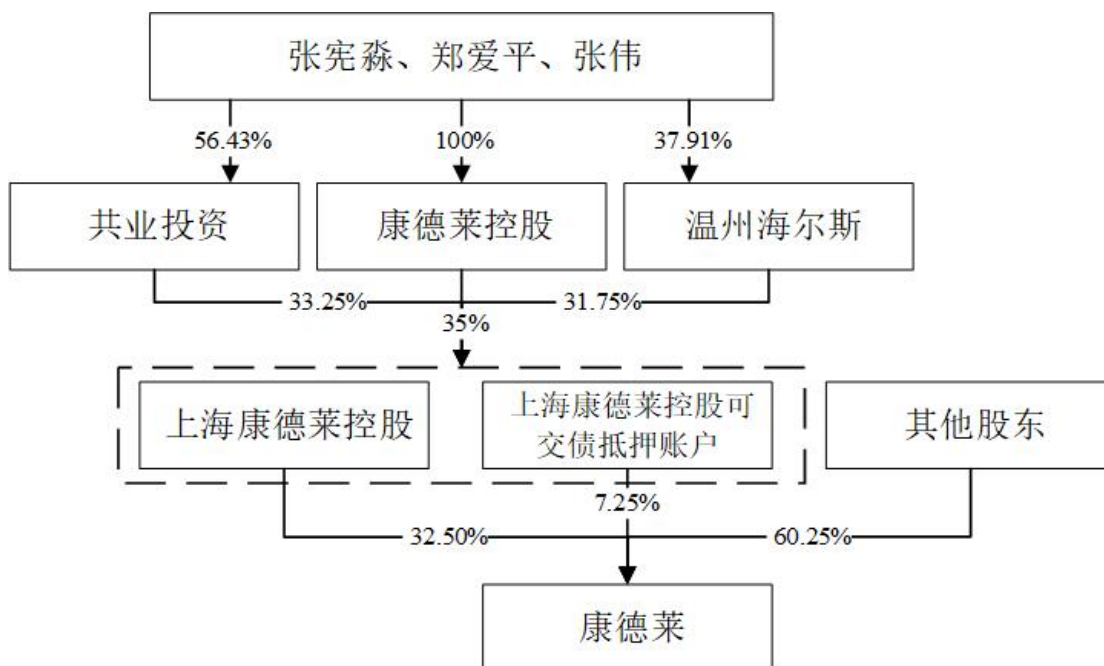 张宪淼、郑爱平、张伟
56.43%
100%
37.91%
共业投资
康德莱控股
温州海尔斯
33.25%
31.75%
35%
上海康德莱控股
上海康德莱控股可
交债抵押账户
其他股东
7.25%
32.50%
60.25%
康德莱